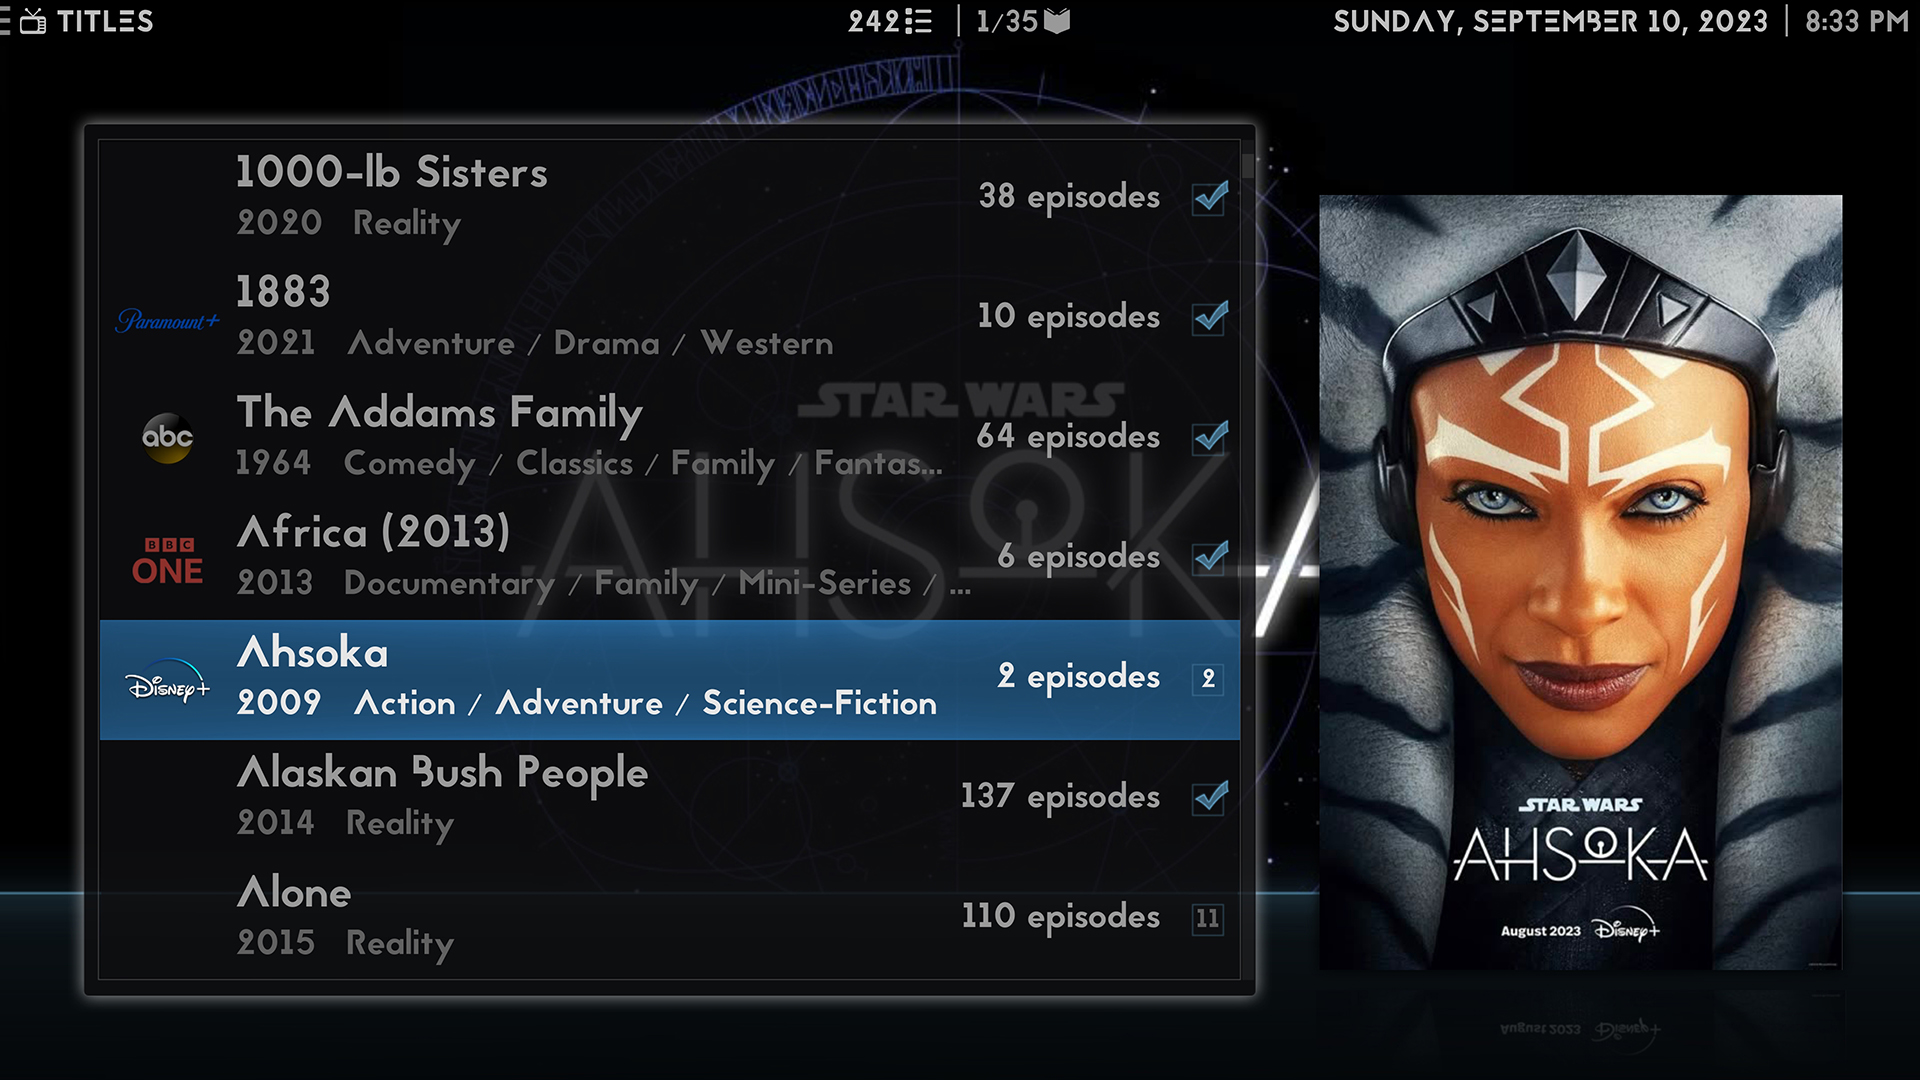 TITLES
242 | 1/35
SUNDAY, SEPTEMBER 10, 2023 | 8:33 PM
1000-lb Sisters
2020 Reality
38 episodes
Paramount+
1883
2021 Adventure / Drama / Western
10 episodes
abc
The Addams Family
1964 Comedy / Classics / Family / Fantas...
64 episodes
BBC
ONE
Africa (2013)
2013 Documentary / Family / Mini-Series / ...
6 episodes
Disney+
Ahsoka
2009 Action / Adventure / Science-Fiction
2 episodes 2
Alaskan Bush People
2014 Reality
137 episodes
Alone
2015 Reality
110 episodes 11
STAR WARS
AHSOKA
STAR WARS
AHSOKA
August 2023 Disney+